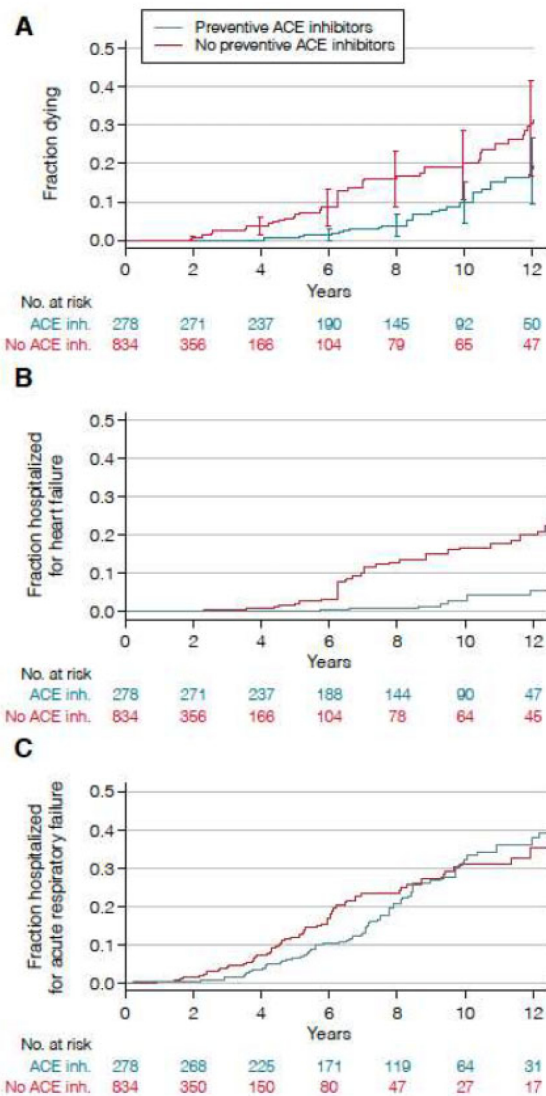 A
Preventive ACE inhibitors
No preventive ACE inhibitors
Fraction dying
0.5
0.4
0.3
0.2
0.1
0.0
0 2 4 6 8 10 12
Years
No. at risk
ACE inh. 278 271 237 190 145 92 50
No ACE inh. 834 356 166 104 79 65 47
B
Fraction hospitalized
for heart failure
0.5
0.4
0.3
0.2
0.1
0.0
0 2 4 6 8 10 12
Years
No. at risk
ACE inh. 278 271 237 188 144 90 47
No ACE inh. 834 356 166 104 78 64 45
C
Fraction hospitalized
for acute respiratory failure
0.5
0.4
0.3
0.2
0.1
0.0
0 2 4 6 8 10 12
Years
No. at risk
ACE inh. 278 268 225 171 119 64 31
No ACE inh. 834 350 150 80 47 27 17